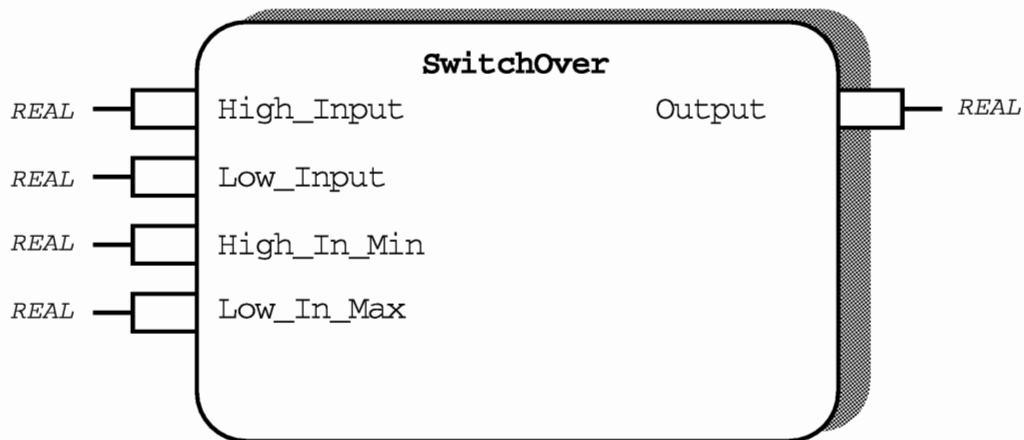 SwitchOver
REAL High_Input Output REAL
REAL Low_Input
REAL High_In_Min
REAL Low_In_Max